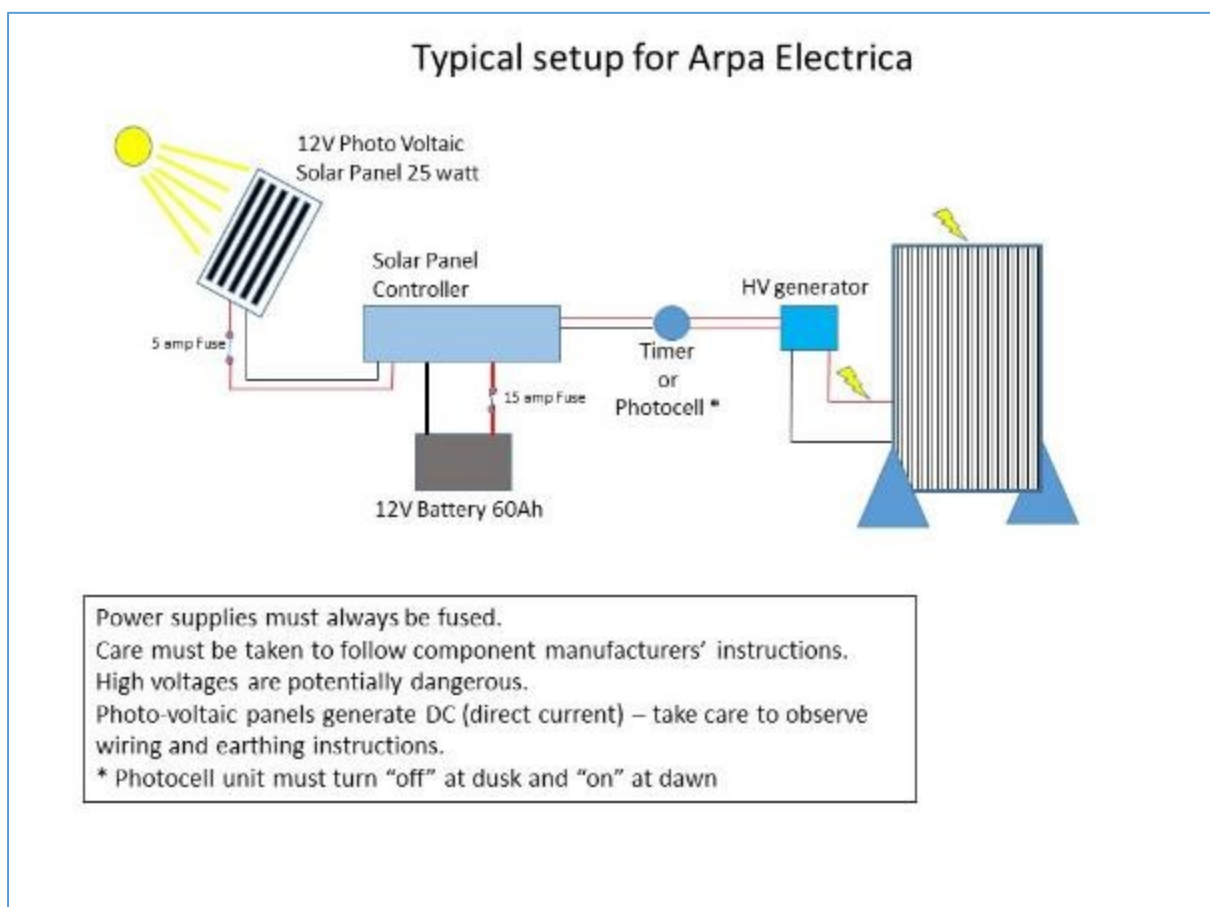 Typical setup for Arpa Electrica
12V Photo Voltaic
Solar Panel 25 watt
Solar Panel
Controller
HV generator
5 amp Fuse
Timer
or
Photocell *
15 amp Fuse
12V Battery 60Ah
Power supplies must always be fused.
Care must be taken to follow component manufacturers’ instructions.
High voltages are potentially dangerous.
Photo-voltaic panels generate DC (direct current) – take care to observe
wiring and earthing instructions.
* Photocell unit must turn “off” at dusk and “on” at dawn